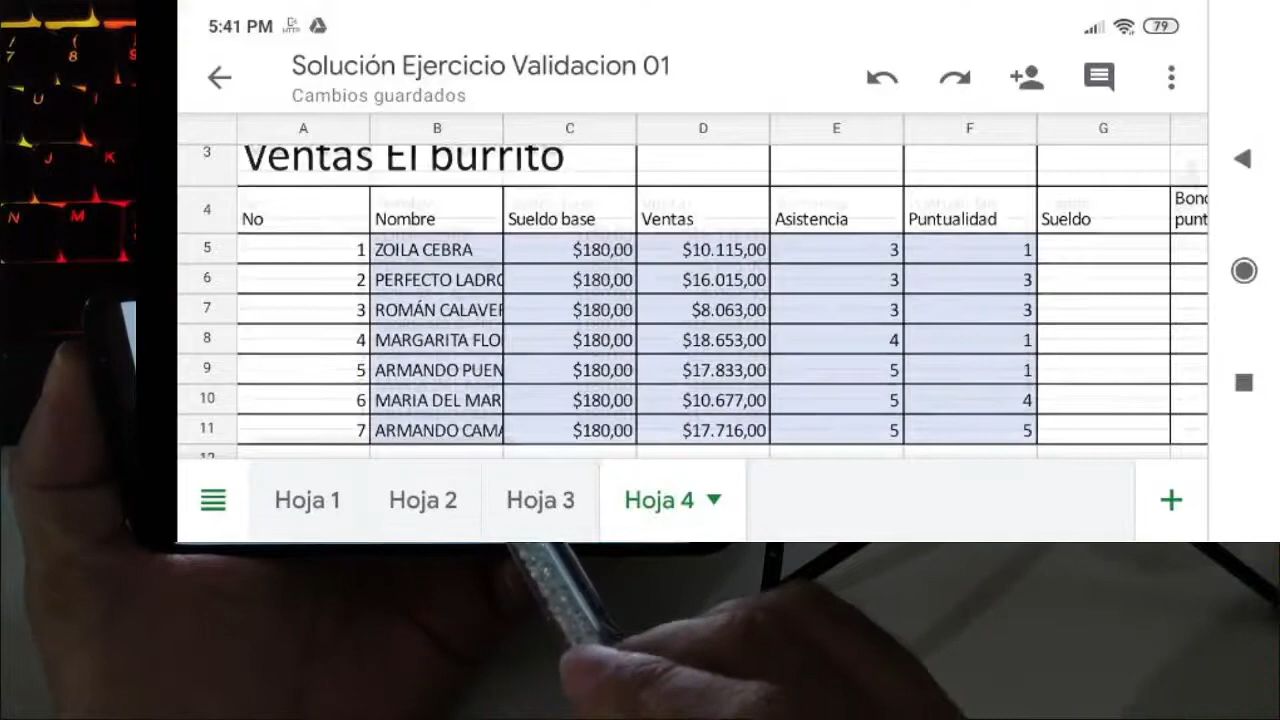 5:41 PM
79
Solución Ejercicio Validacion 01
Cambios guardados
A B C D E F G
3 Ventas El burrito
4 No Nombre Sueldo base Ventas Asistencia Puntualidad Sueldo
5 1 ZOILA CEBRA $180,00 $10.115,00 3 1
6 2 PERFECTO LADRO $180,00 $16.015,00 3 3
7 3 ROMÁN CALAVER $180,00 $8.063,00 3 3
8 4 MARGARITA FLO $180,00 $18.653,00 4 1
9 5 ARMANDO PUEN $180,00 $17.833,00 5 1
10 6 MARIA DEL MAR $180,00 $10.677,00 5 4
11 7 ARMANDO CAMA $180,00 $17.716,00 5 5
Hoja 1 Hoja 2 Hoja 3 Hoja 4
7 8 9
U I
J K
N M